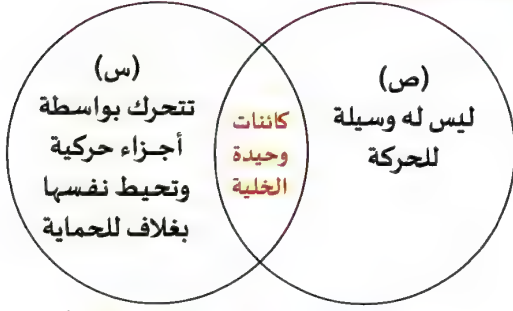 (ص)
ليس له وسيلة
للحركة
كائنات
وحيدة
الخلية
(س)
تتحرك بواسطة
أجزاء حركية
وتحيط نفسها
بغلاف للحماية